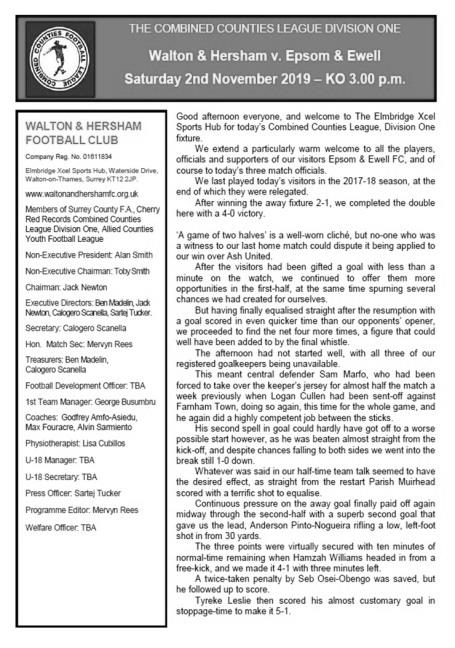 THE COMBINED COUNTIES LEAGUE DIVISION ONE
Walton & Hersham v. Epsom & Ewell
Saturday 2nd November 2019 – KO 3.00 p.m.
COMBINED COUNTIES FOOTBALL LEAGUE
WALTON & HERSHAM
FOOTBALL CLUB
Company Reg. No. 01611834
Elmbridge Xcel Sports Hub, Waterside Drive,
Walton-on-Thames, Surrey KT12 2JP.
www.waltonandhershamfc.org.uk
Members of Surrey County F.A., Cherry
Red Records Combined Counties
League Division One, Allied Counties
Youth Football League
Non-Executive President: Alan Smith
Non-Executive Chairman: Toby Smith
Chairman: Jack Newton
Executive Directors: Ben Madelin, Jack
Newton, Calogero Scanella, Sartej Tucker.
Secretary: Calogero Scanella
Hon. Match Sec: Mervyn Rees
Treasurers: Ben Madelin,
Calogero Scanella
Football Development Officer: TBA
1st Team Manager: George Busumbru
Coaches: Godfrey Amfo-Asiedu,
Max Fouracre, Alvin Sarmiento
Physiotherapist: Lisa Cubillos
U-18 Manager: TBA
U-18 Secretary: TBA
Press Officer: Sartej Tucker
Programme Editor: Mervyn Rees
Welfare Officer: TBA
Good afternoon everyone, and welcome to The Elmbridge Xcel
Sports Hub for today's Combined Counties League, Division One
fixture.
We extend a particularly warm welcome to all the players,
officials and supporters of our visitors Epsom & Ewell FC, and of
course to today's three match officials.
We last played today's visitors in the 2017-18 season, at the
end of which they were relegated.
After winning the away fixture 2-1, we completed the double
here with a 4-0 victory.
'A game of two halves' is a well-worn cliché, but no-one who was
a witness to our last home match could dispute it being applied to
our win over Ash United.
After the visitors had been gifted a goal with less than a
minute on the watch, we continued to offer them more
opportunities in the first-half, at the same time spurning several
chances we had created for ourselves.
But having finally equalised straight after the resumption with
a goal scored in even quicker time than our opponents' opener,
we proceeded to find the net four more times, a figure that could
well have been added to by the final whistle.
The afternoon had not started well, with all three of our
registered goalkeepers being unavailable.
This meant central defender Sam Marfo, who had been
forced to take over the keeper's jersey for almost half the match a
week previously when Logan Cullen had been sent-off against
Farnham Town, doing so again, this time for the whole game, and
he again did a highly competent job between the sticks.
His second spell in goal could hardly have got off to a worse
possible start however, as he was beaten almost straight from the
kick-off, and despite chances falling to both sides we went into the
break still 1-0 down.
Whatever was said in our half-time team talk seemed to have
the desired effect, as straight from the restart Parish Muirhead
scored with a terrific shot to equalise.
Continuous pressure on the away goal finally paid off again
midway through the second-half with a superb second goal that
gave us the lead, Anderson Pinto-Nogueira rifling a low, left-foot
shot in from 30 yards.
The three points were virtually secured with ten minutes of
normal-time remaining when Hamzah Williams headed in from a
free-kick, and we made it 4-1 with three minutes left.
A twice-taken penalty by Seb Osei-Obengo was saved, but
he followed up to score.
Tyreke Leslie then scored his almost customary goal in
stoppage-time to make it 5-1.